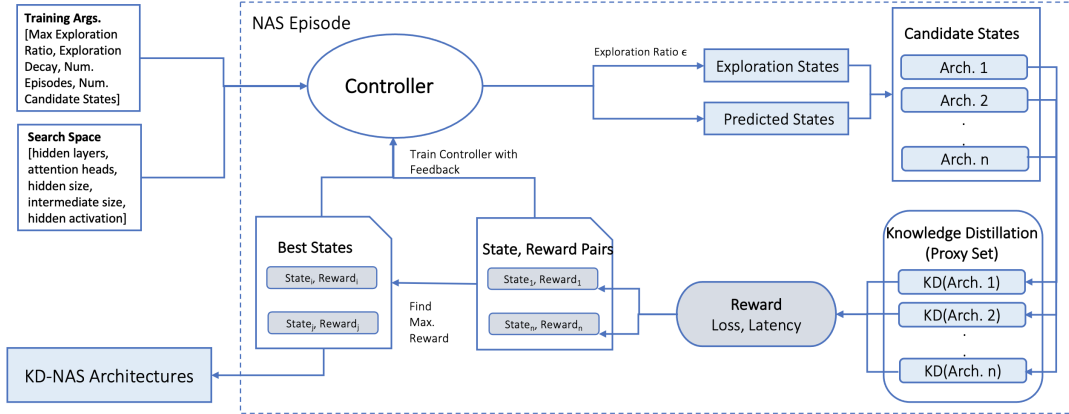 Training Args.
[Max Exploration
Ratio, Exploration
Decay, Num.
Episodes, Num.
Candidate States]
Search Space
[hidden layers,
attention heads,
hidden size,
intermediate size,
hidden activation]
NAS Episode
Controller
Train Controller with
Feedback
Exploration Ratio ϵ
Exploration States
Predicted States
Candidate States
Arch. 1
Arch. 2
.
.
Arch. n
Knowledge Distillation
(Proxy Set)
KD(Arch. 1)
KD(Arch. 2)
.
.
KD(Arch. n)
Reward
Loss, Latency
State, Reward Pairs
State₁, Reward₁
Stateₙ, Rewardₙ
Find
Max.
Reward
Best States
Stateᵢ, Rewardᵢ
Stateⱼ, Rewardⱼ
KD-NAS Architectures